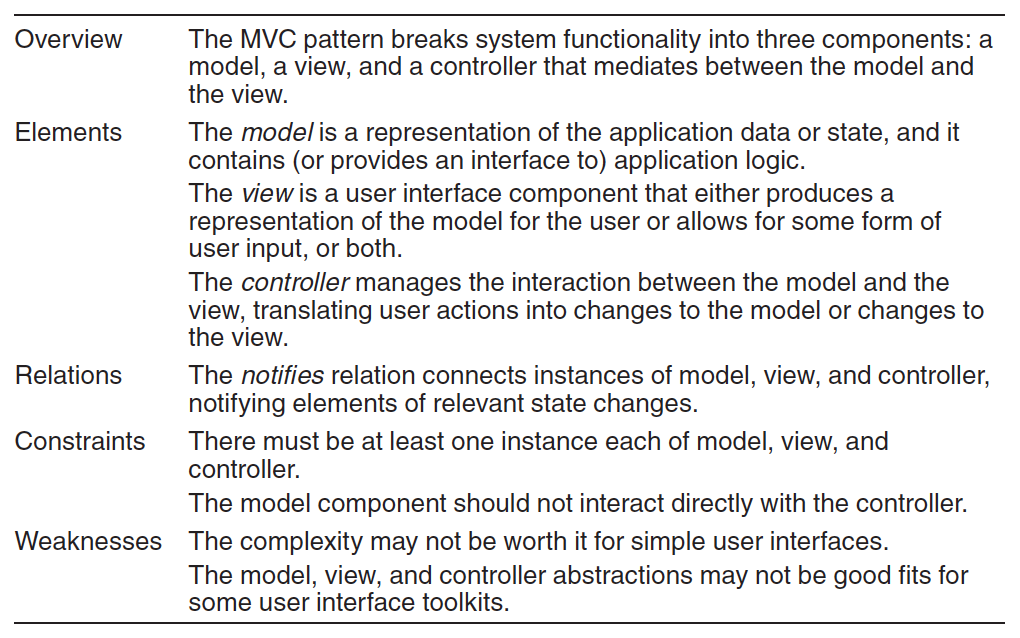 Overview The MVC pattern breaks system functionality into three components: a
model, a view, and a controller that mediates between the model and
the view.
Elements The model is a representation of the application data or state, and it
contains (or provides an interface to) application logic.
The view is a user interface component that either produces a
representation of the model for the user or allows for some form of
user input, or both.
The controller manages the interaction between the model and the
view, translating user actions into changes to the model or changes to
the view.
Relations The notifies relation connects instances of model, view, and controller,
notifying elements of relevant state changes.
Constraints There must be at least one instance each of model, view, and
controller.
The model component should not interact directly with the controller.
Weaknesses The complexity may not be worth it for simple user interfaces.
The model, view, and controller abstractions may not be good fits for
some user interface toolkits.